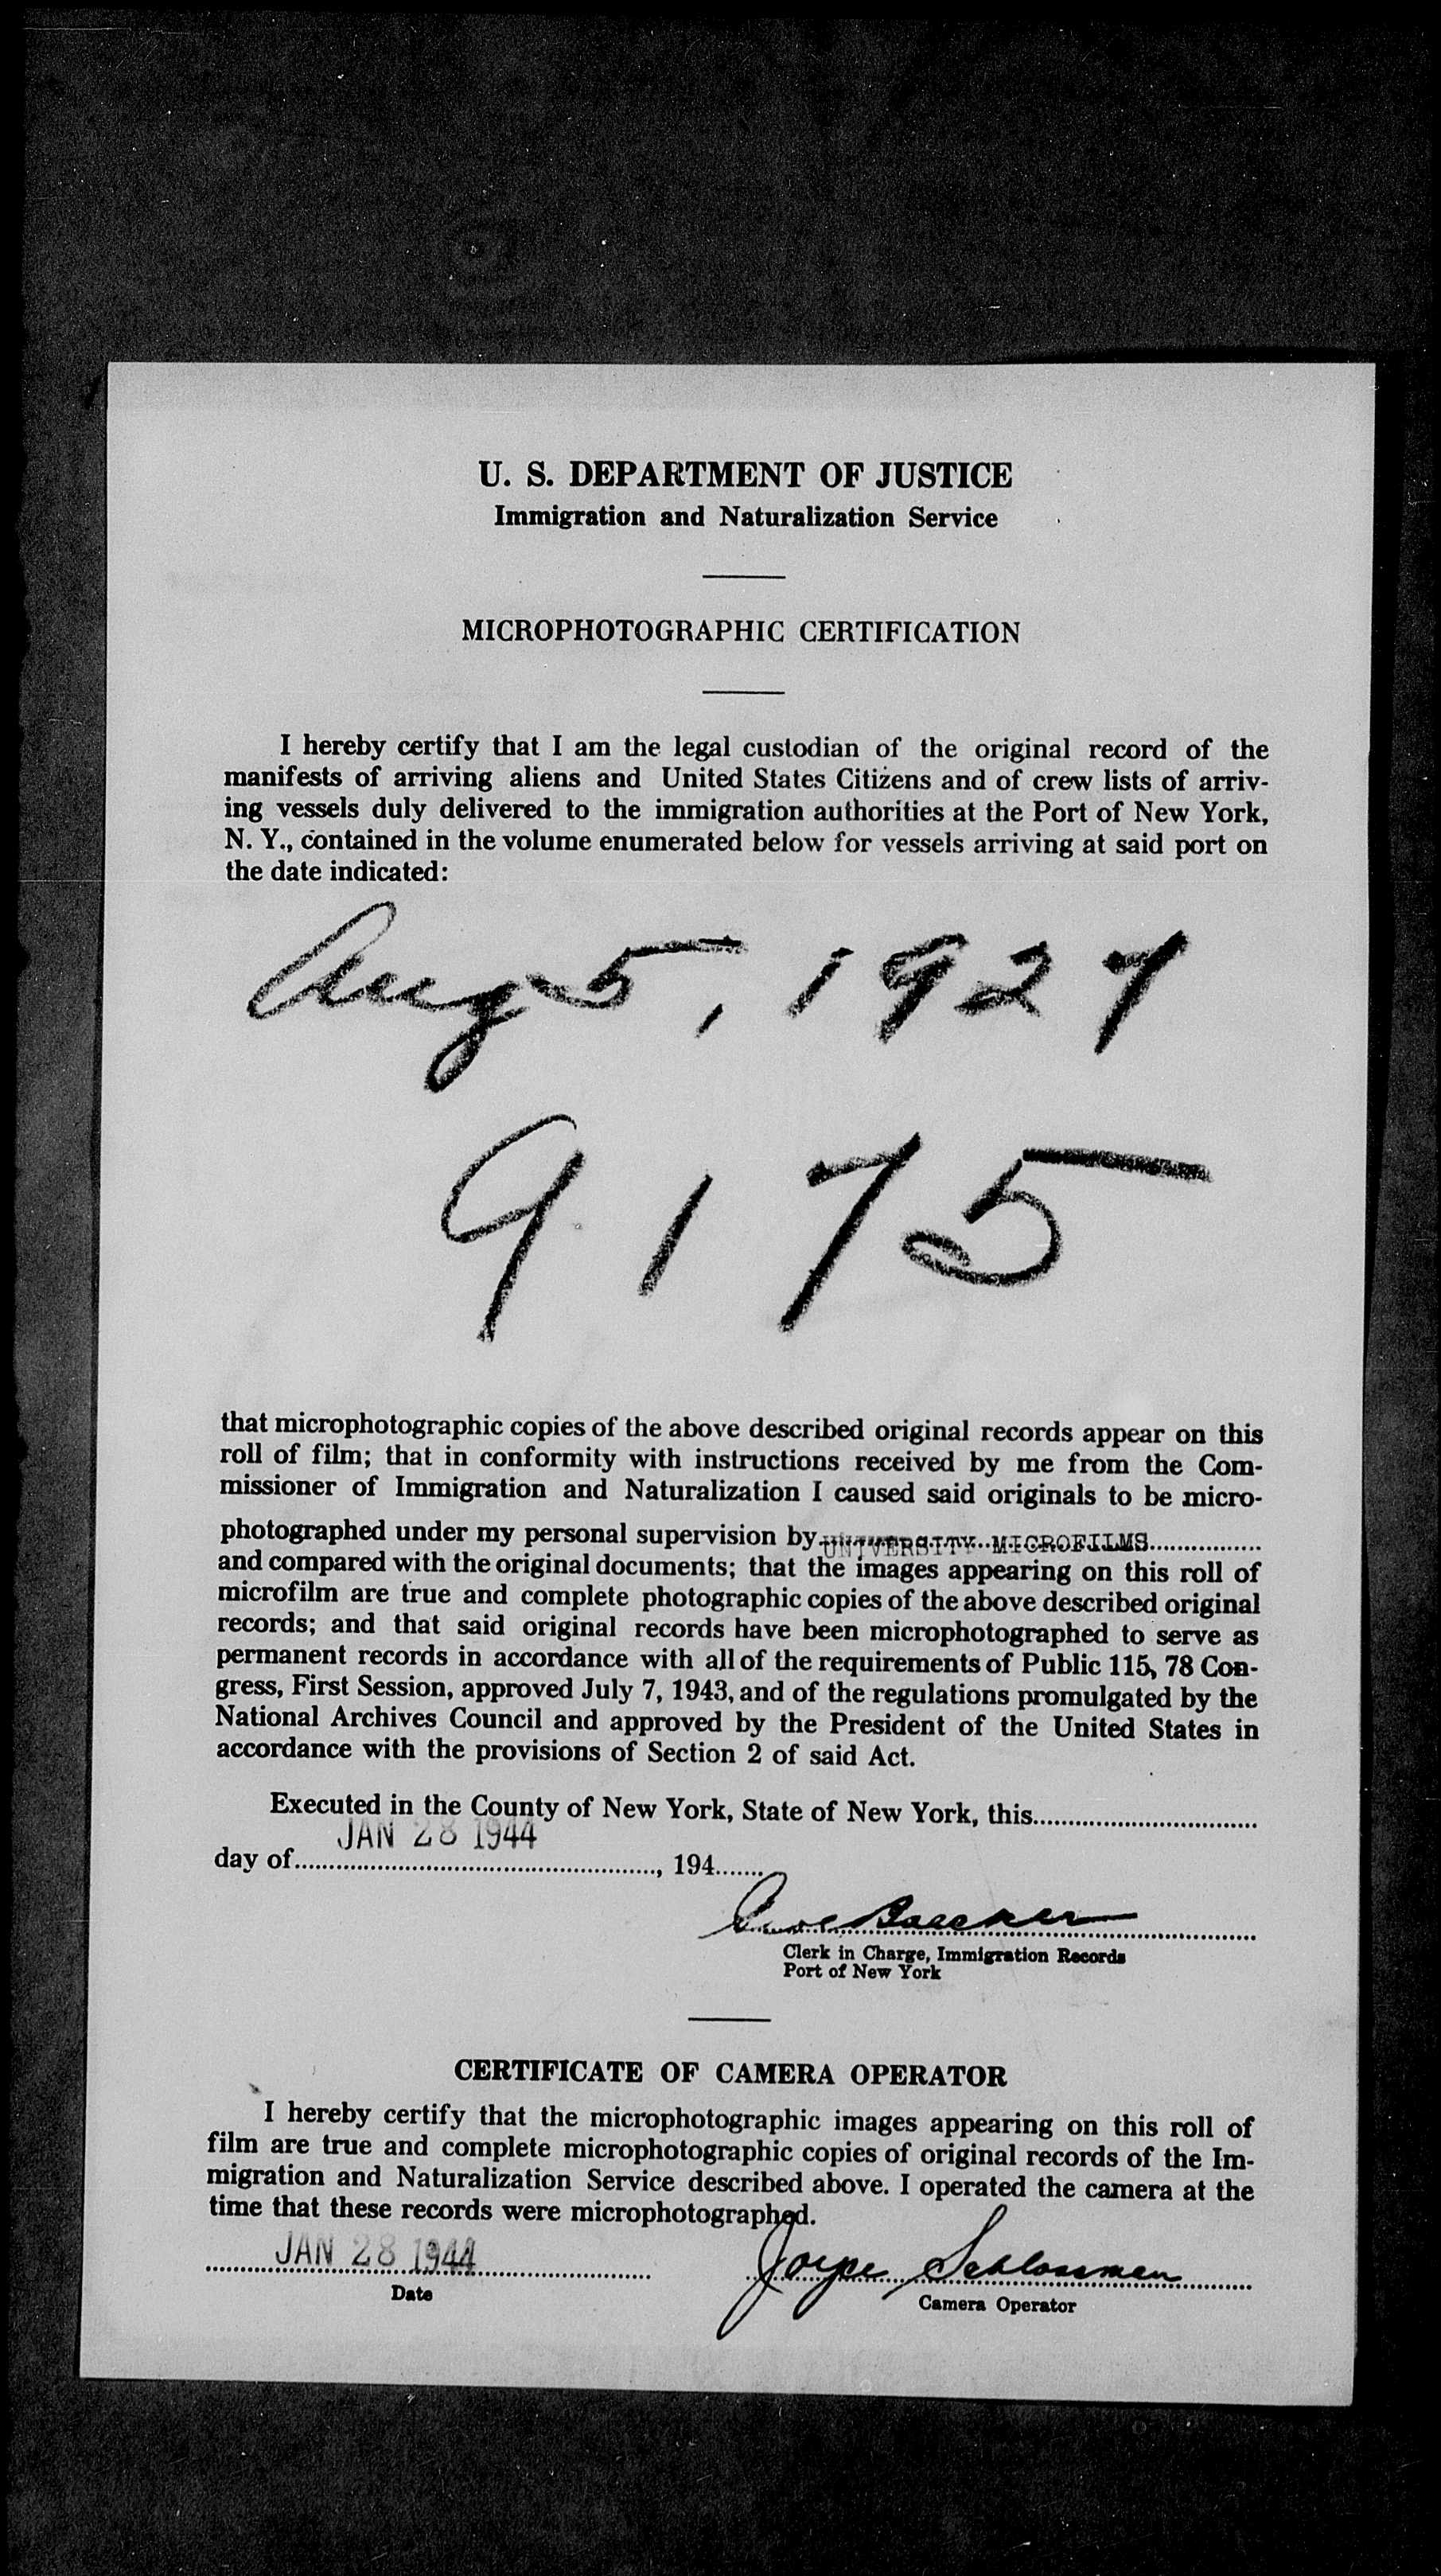 U. S. DEPARTMENT OF JUSTICE
Immigration and Naturalization Service
MICROPHOTOGRAPHIC CERTIFICATION
I hereby certify that I am the legal custodian of the original record of the
manifests of arriving aliens and United States Citizens and of crew lists of arriv-
ing vessels duly delivered to the immigration authorities at the Port of New York,
N. Y., contained in the volume enumerated below for vessels arriving at said port on
the date indicated:
Aug 5, 1927
9175
that microphotographic copies of the above described original records appear on this
roll of film; that in conformity with instructions received by me from the Com-
missioner of Immigration and Naturalization I caused said originals to be micro-
photographed under my personal supervision by UNIVERSITY MICROFILMS
and compared with the original documents; that the images appearing on this roll of
microfilm are true and complete photographic copies of the above described original
records; and that said original records have been microphotographed to serve as
permanent records in accordance with all of the requirements of Public 115, 78 Con-
gress, First Session, approved July 7, 1943, and of the regulations promulgated by the
National Archives Council and approved by the President of the United States in
accordance with the provisions of Section 2 of said Act.
Executed in the County of New York, State of New York, this
JAN 28 1944
day of , 194
Baecker
Clerk in Charge, Immigration Records
Port of New York
CERTIFICATE OF CAMERA OPERATOR
I hereby certify that the microphotographic images appearing on this roll of
film are true and complete microphotographic copies of original records of the Im-
migration and Naturalization Service described above. I operated the camera at the
time that these records were microphotographed.
JAN 28 1944 Joyce Schlossman
Date
Camera Operator